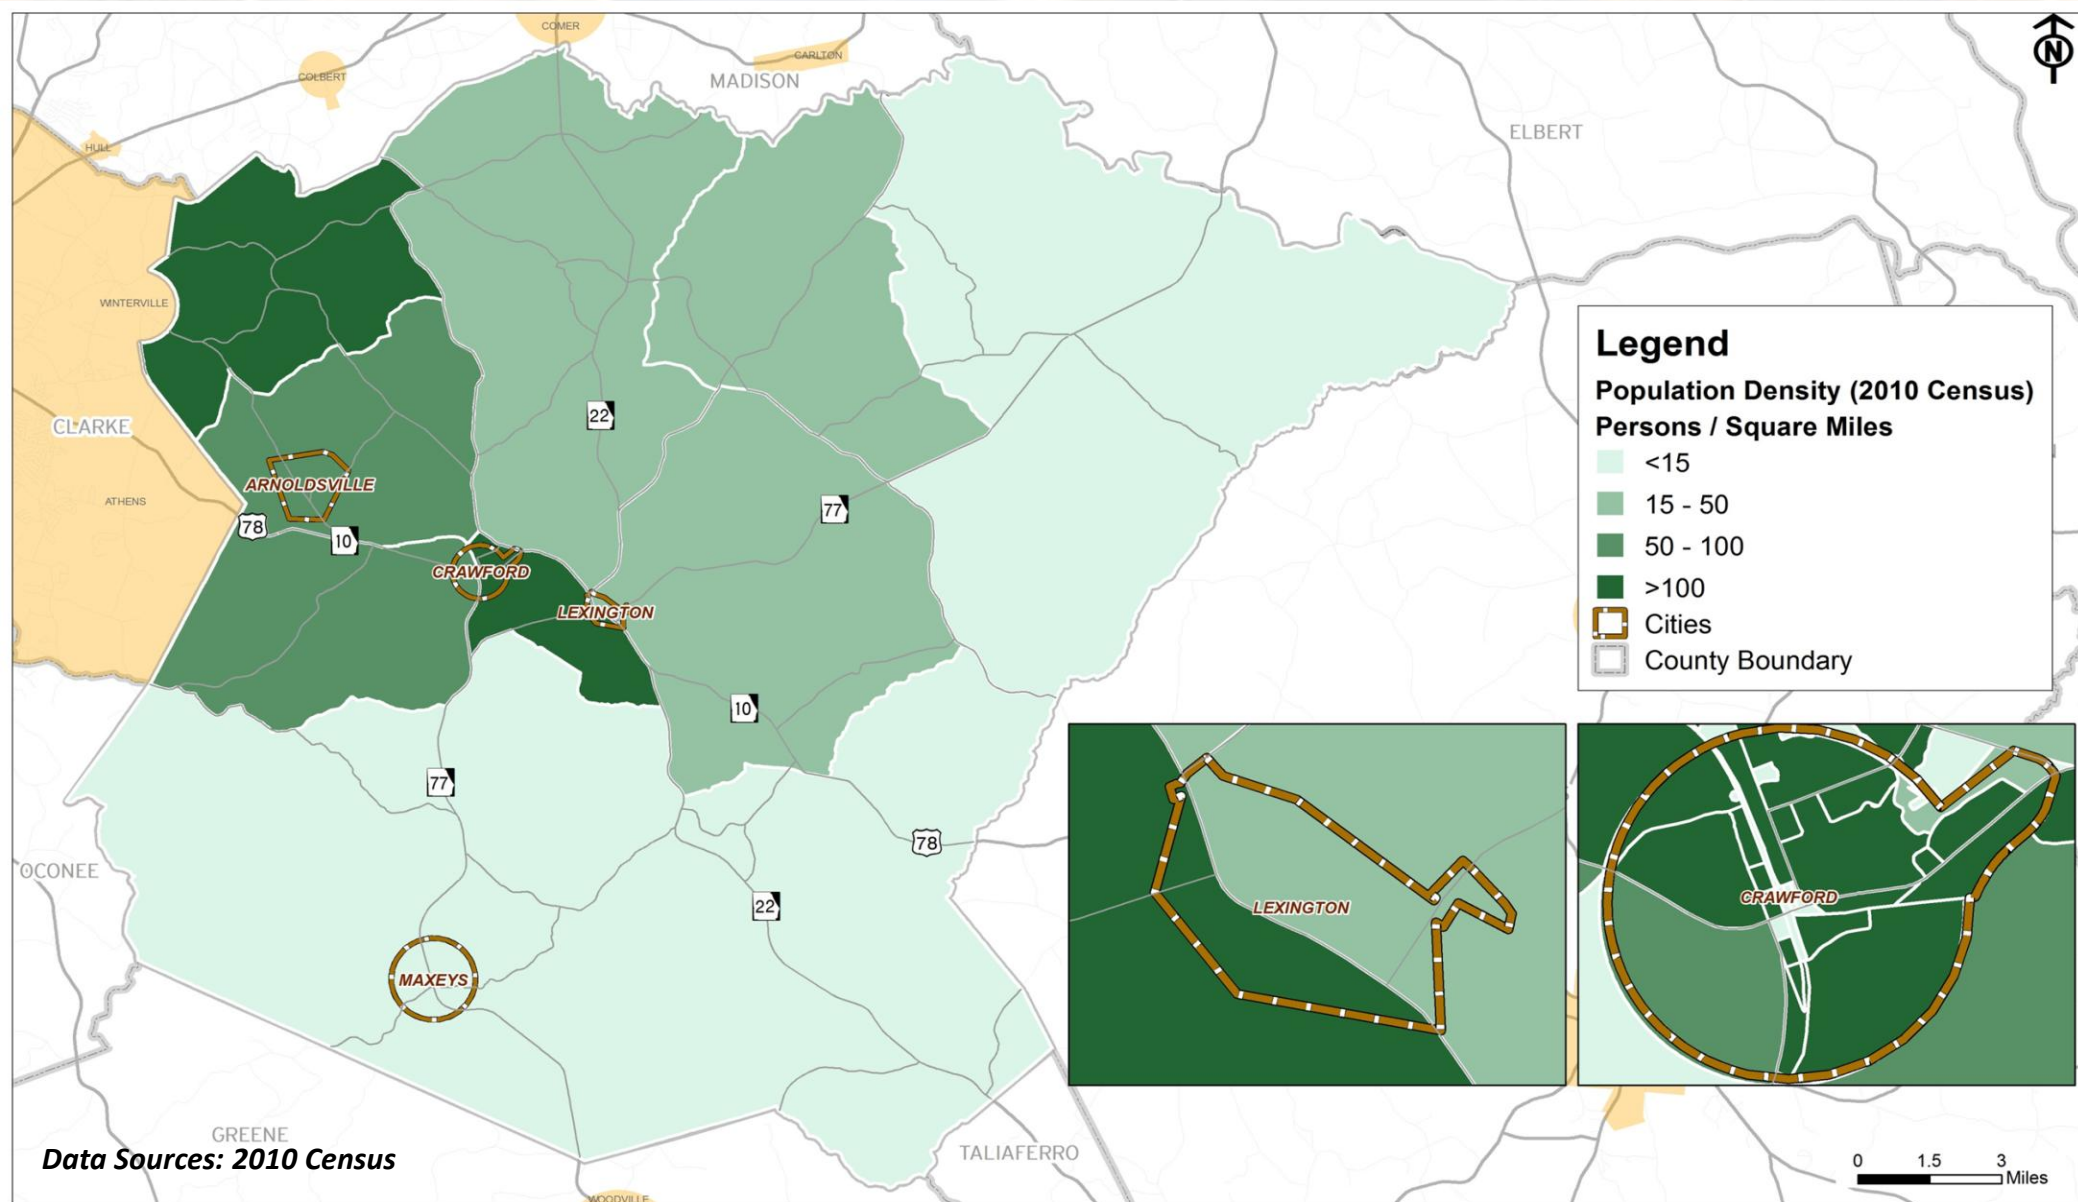 COMER
CARLTON
COLBERT
MADISON
N
ELBERT
HULL
WINTERVILLE
CLARKE
22
ARNOLDSVILLE
ATHENS
77
78
10
CRAWFORD
LEXINGTON
10
77
78
OCONEE
22
MAXEYS
GREENE
TALIAFERRO
WOODVILLE
Data Sources: 2010 Census
Legend
Population Density (2010 Census)
Persons / Square Miles
<15
15 - 50
50 - 100
>100
Cities
County Boundary
LEXINGTON
CRAWFORD
0 1.5 3
Miles